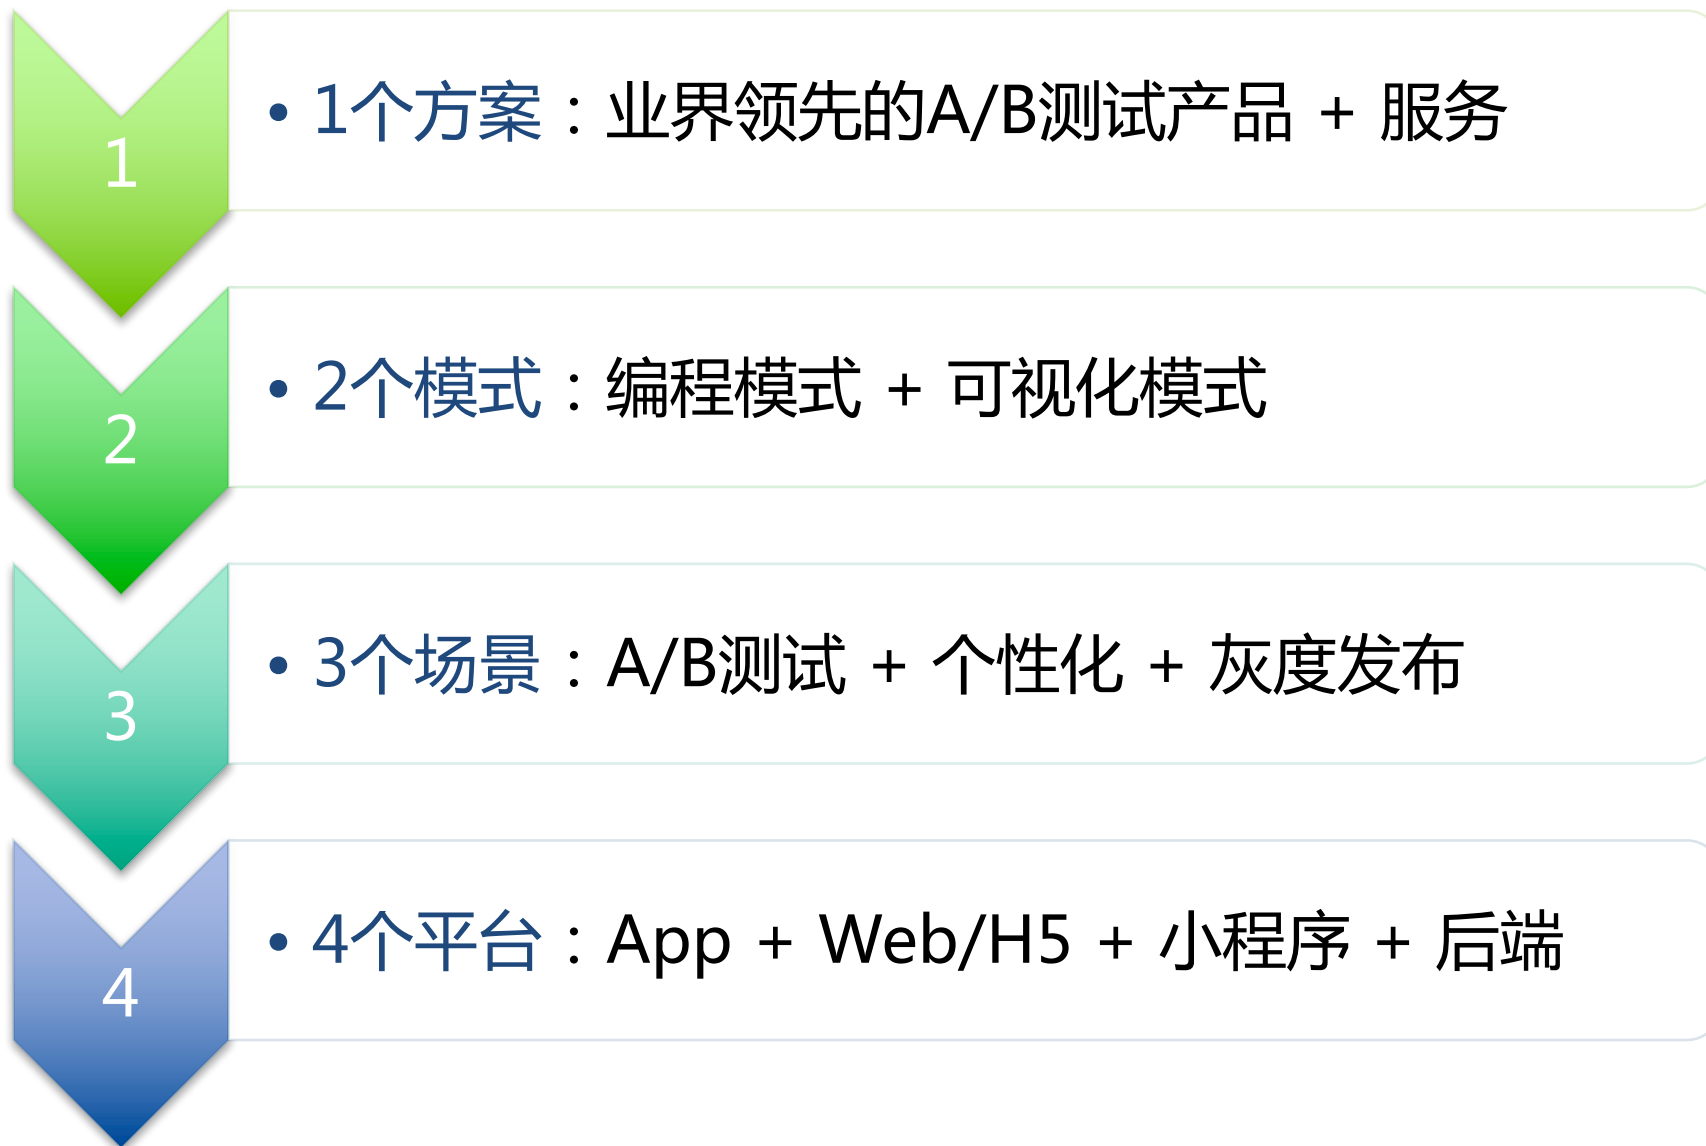 1
• 1个方案：业界领先的A/B测试产品 + 服务
2
• 2个模式：编程模式 + 可视化模式
3
• 3个场景：A/B测试 + 个性化 + 灰度发布
4
• 4个平台：App + Web/H5 + 小程序 + 后端